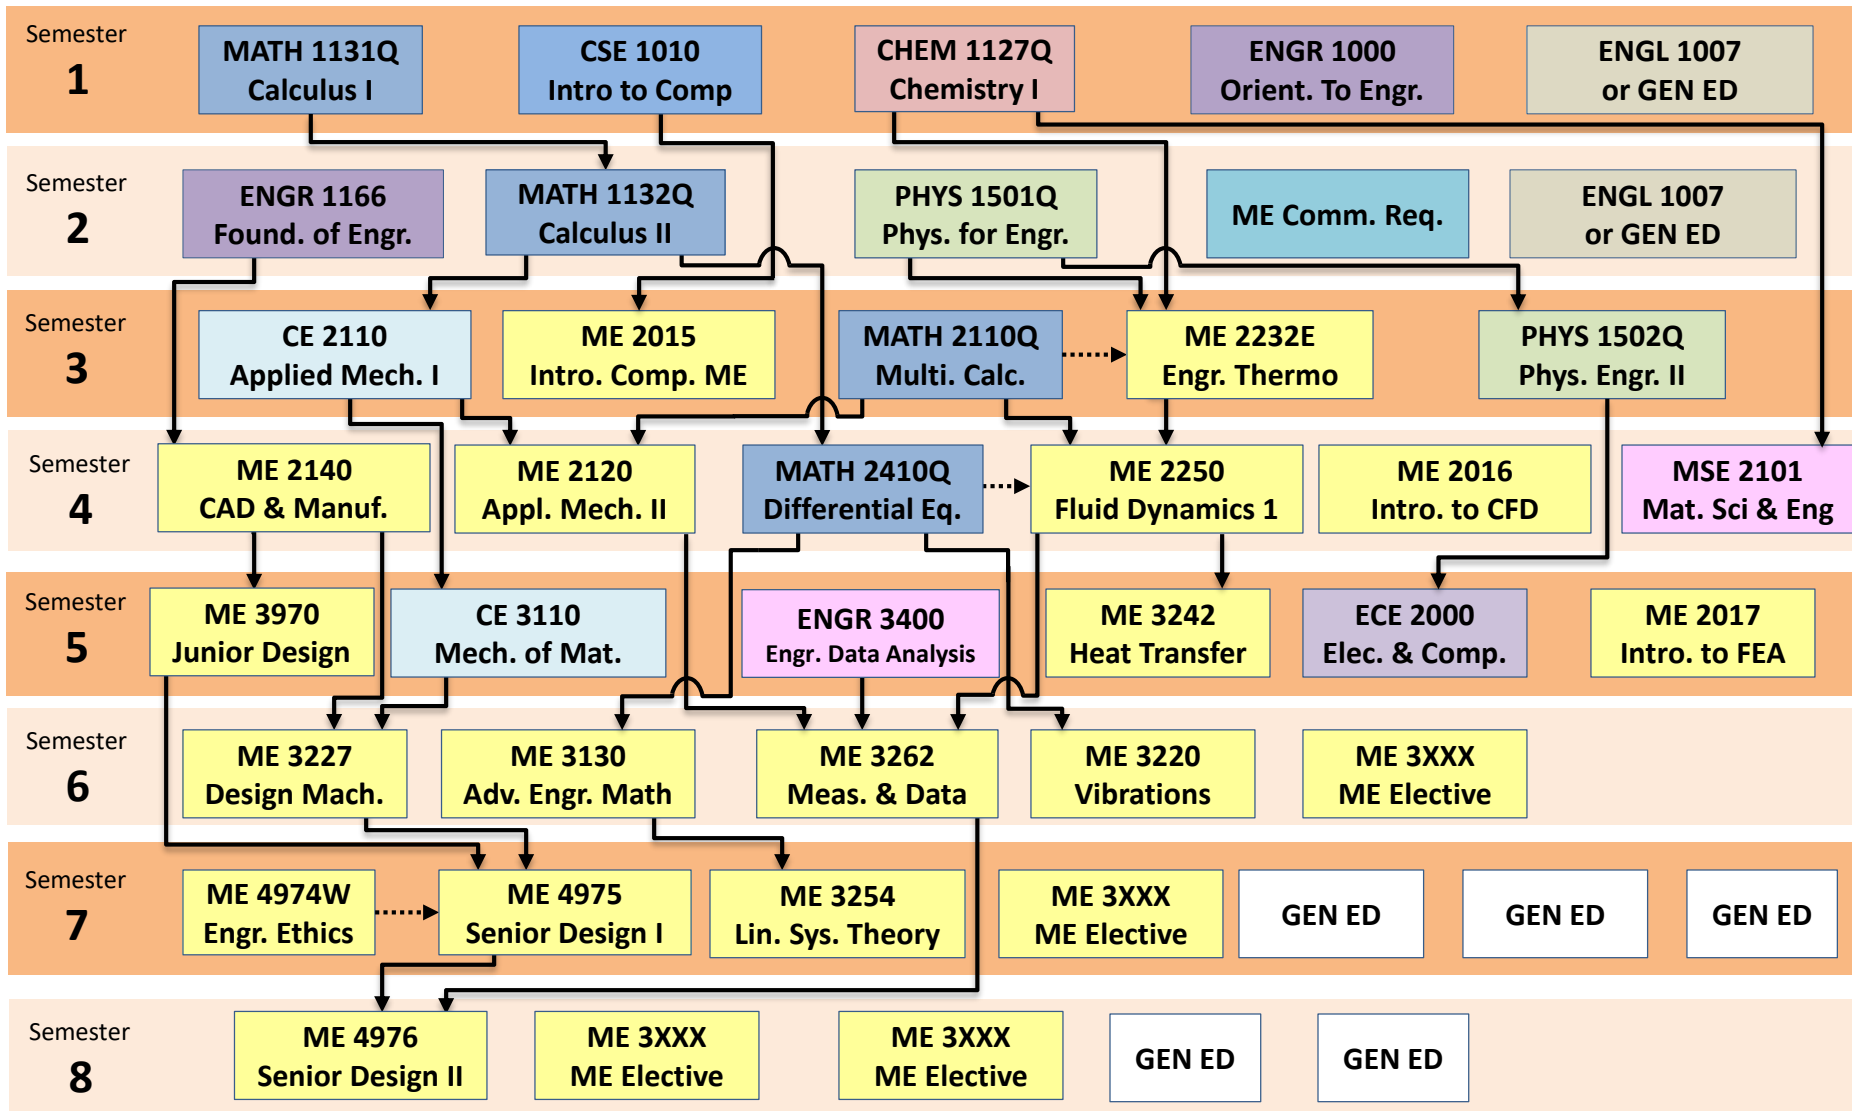 Semester
1
MATH 1131Q
Calculus I
CSE 1010
Intro to Comp
CHEM 1127Q
Chemistry I
ENGR 1000
Orient. To Engr.
ENGL 1007
or GEN ED
Semester
2
ENGR 1166
Found. of Engr.
MATH 1132Q
Calculus II
PHYS 1501Q
Phys. for Engr.
ME Comm. Req.
ENGL 1007
or GEN ED
Semester
3
CE 2110
Applied Mech. I
ME 2015
Intro. Comp. ME
MATH 2110Q
Multi. Calc.
ME 2232E
Engr. Thermo
PHYS 1502Q
Phys. Engr. II
Semester
4
ME 2140
CAD & Manuf.
ME 2120
Appl. Mech. II
MATH 2410Q
Differential Eq.
ME 2250
Fluid Dynamics 1
ME 2016
Intro. to CFD
MSE 2101
Mat. Sci & Eng
Semester
5
ME 3970
Junior Design
CE 3110
Mech. of Mat.
ENGR 3400
Engr. Data Analysis
ME 3242
Heat Transfer
ECE 2000
Elec. & Comp.
ME 2017
Intro. to FEA
Semester
6
ME 3227
Design Mach.
ME 3130
Adv. Engr. Math
ME 3262
Meas. & Data
ME 3220
Vibrations
ME 3XXX
ME Elective
Semester
7
ME 4974W
Engr. Ethics
ME 4975
Senior Design I
ME 3254
Lin. Sys. Theory
ME 3XXX
ME Elective
GEN ED
GEN ED
GEN ED
Semester
8
ME 4976
Senior Design II
ME 3XXX
ME Elective
ME 3XXX
ME Elective
GEN ED
GEN ED